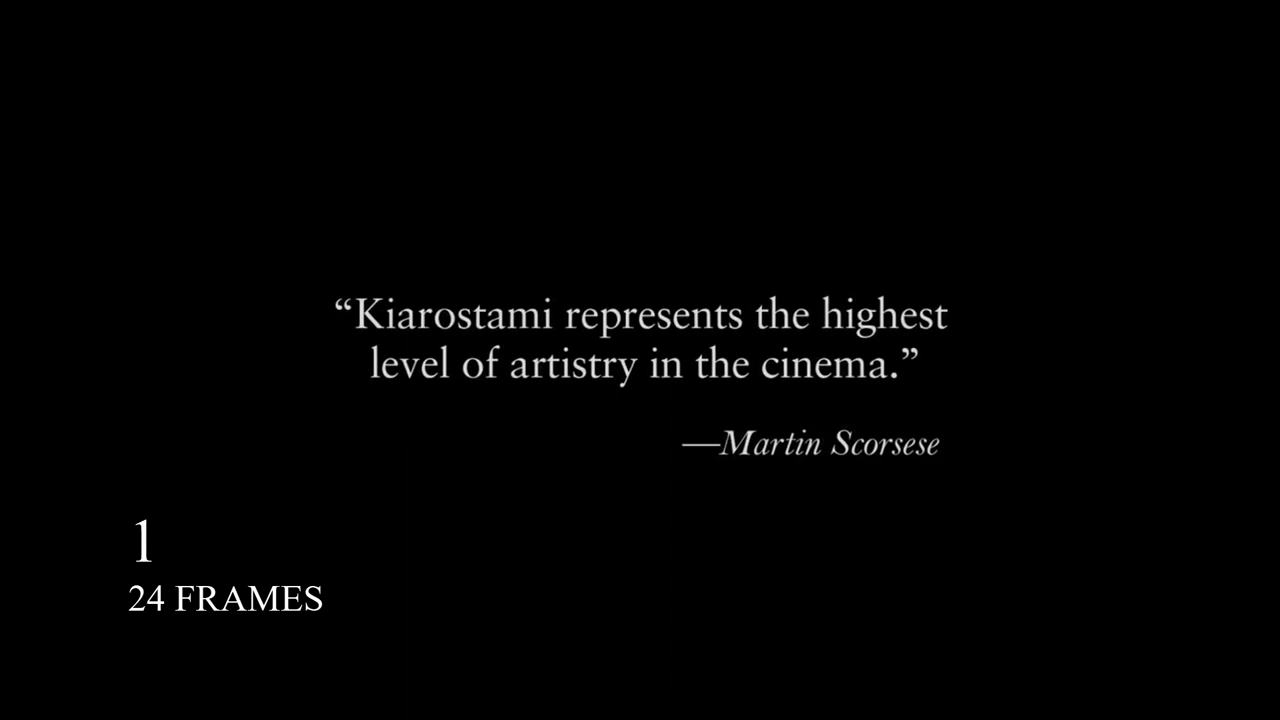 “Kiarostami represents the highest
level of artistry in the cinema.”
—Martin Scorsese
1
24 FRAMES